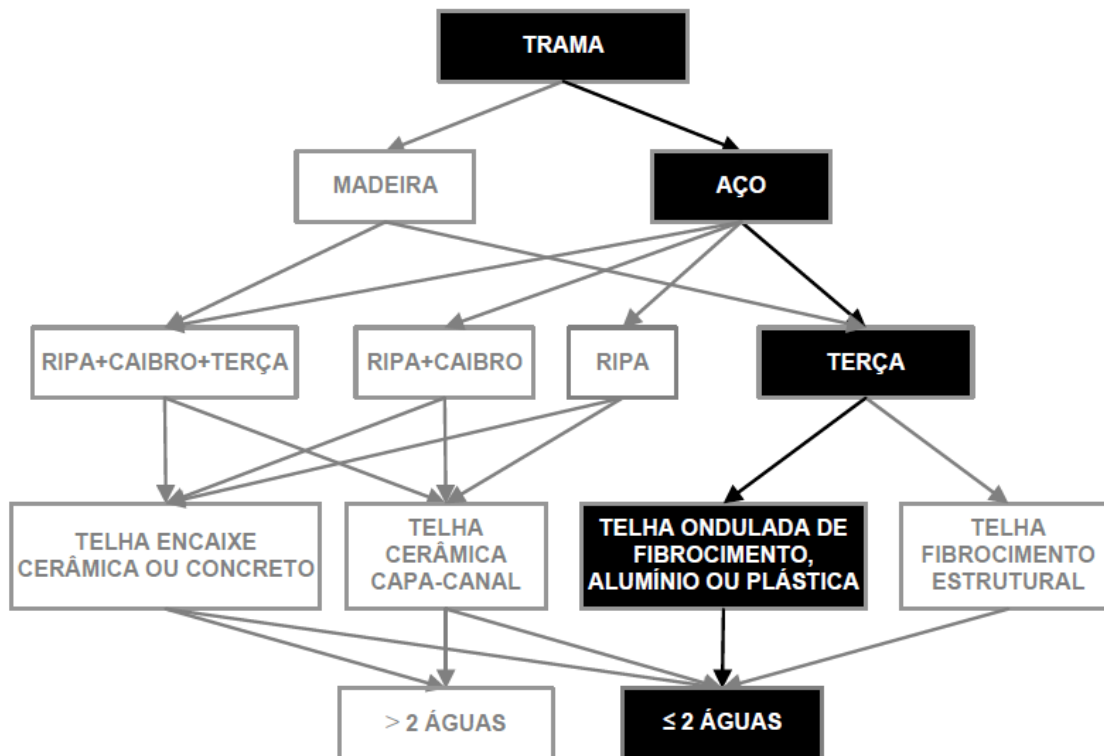 TRAMA
MADEIRA
AÇO
RIPA+CAIBRO+TERÇA
RIPA+CAIBRO
RIPA
TERÇA
TELHA ENCAIXE
CERÂMICA OU CONCRETO
TELHA
CERÂMICA
CAPA-CANAL
TELHA ONDULADA DE
FIBROCIMENTO,
ALUMÍNIO OU PLÁSTICA
TELHA
FIBROCIMENTO
ESTRUTURAL
> 2 ÁGUAS
≤ 2 ÁGUAS